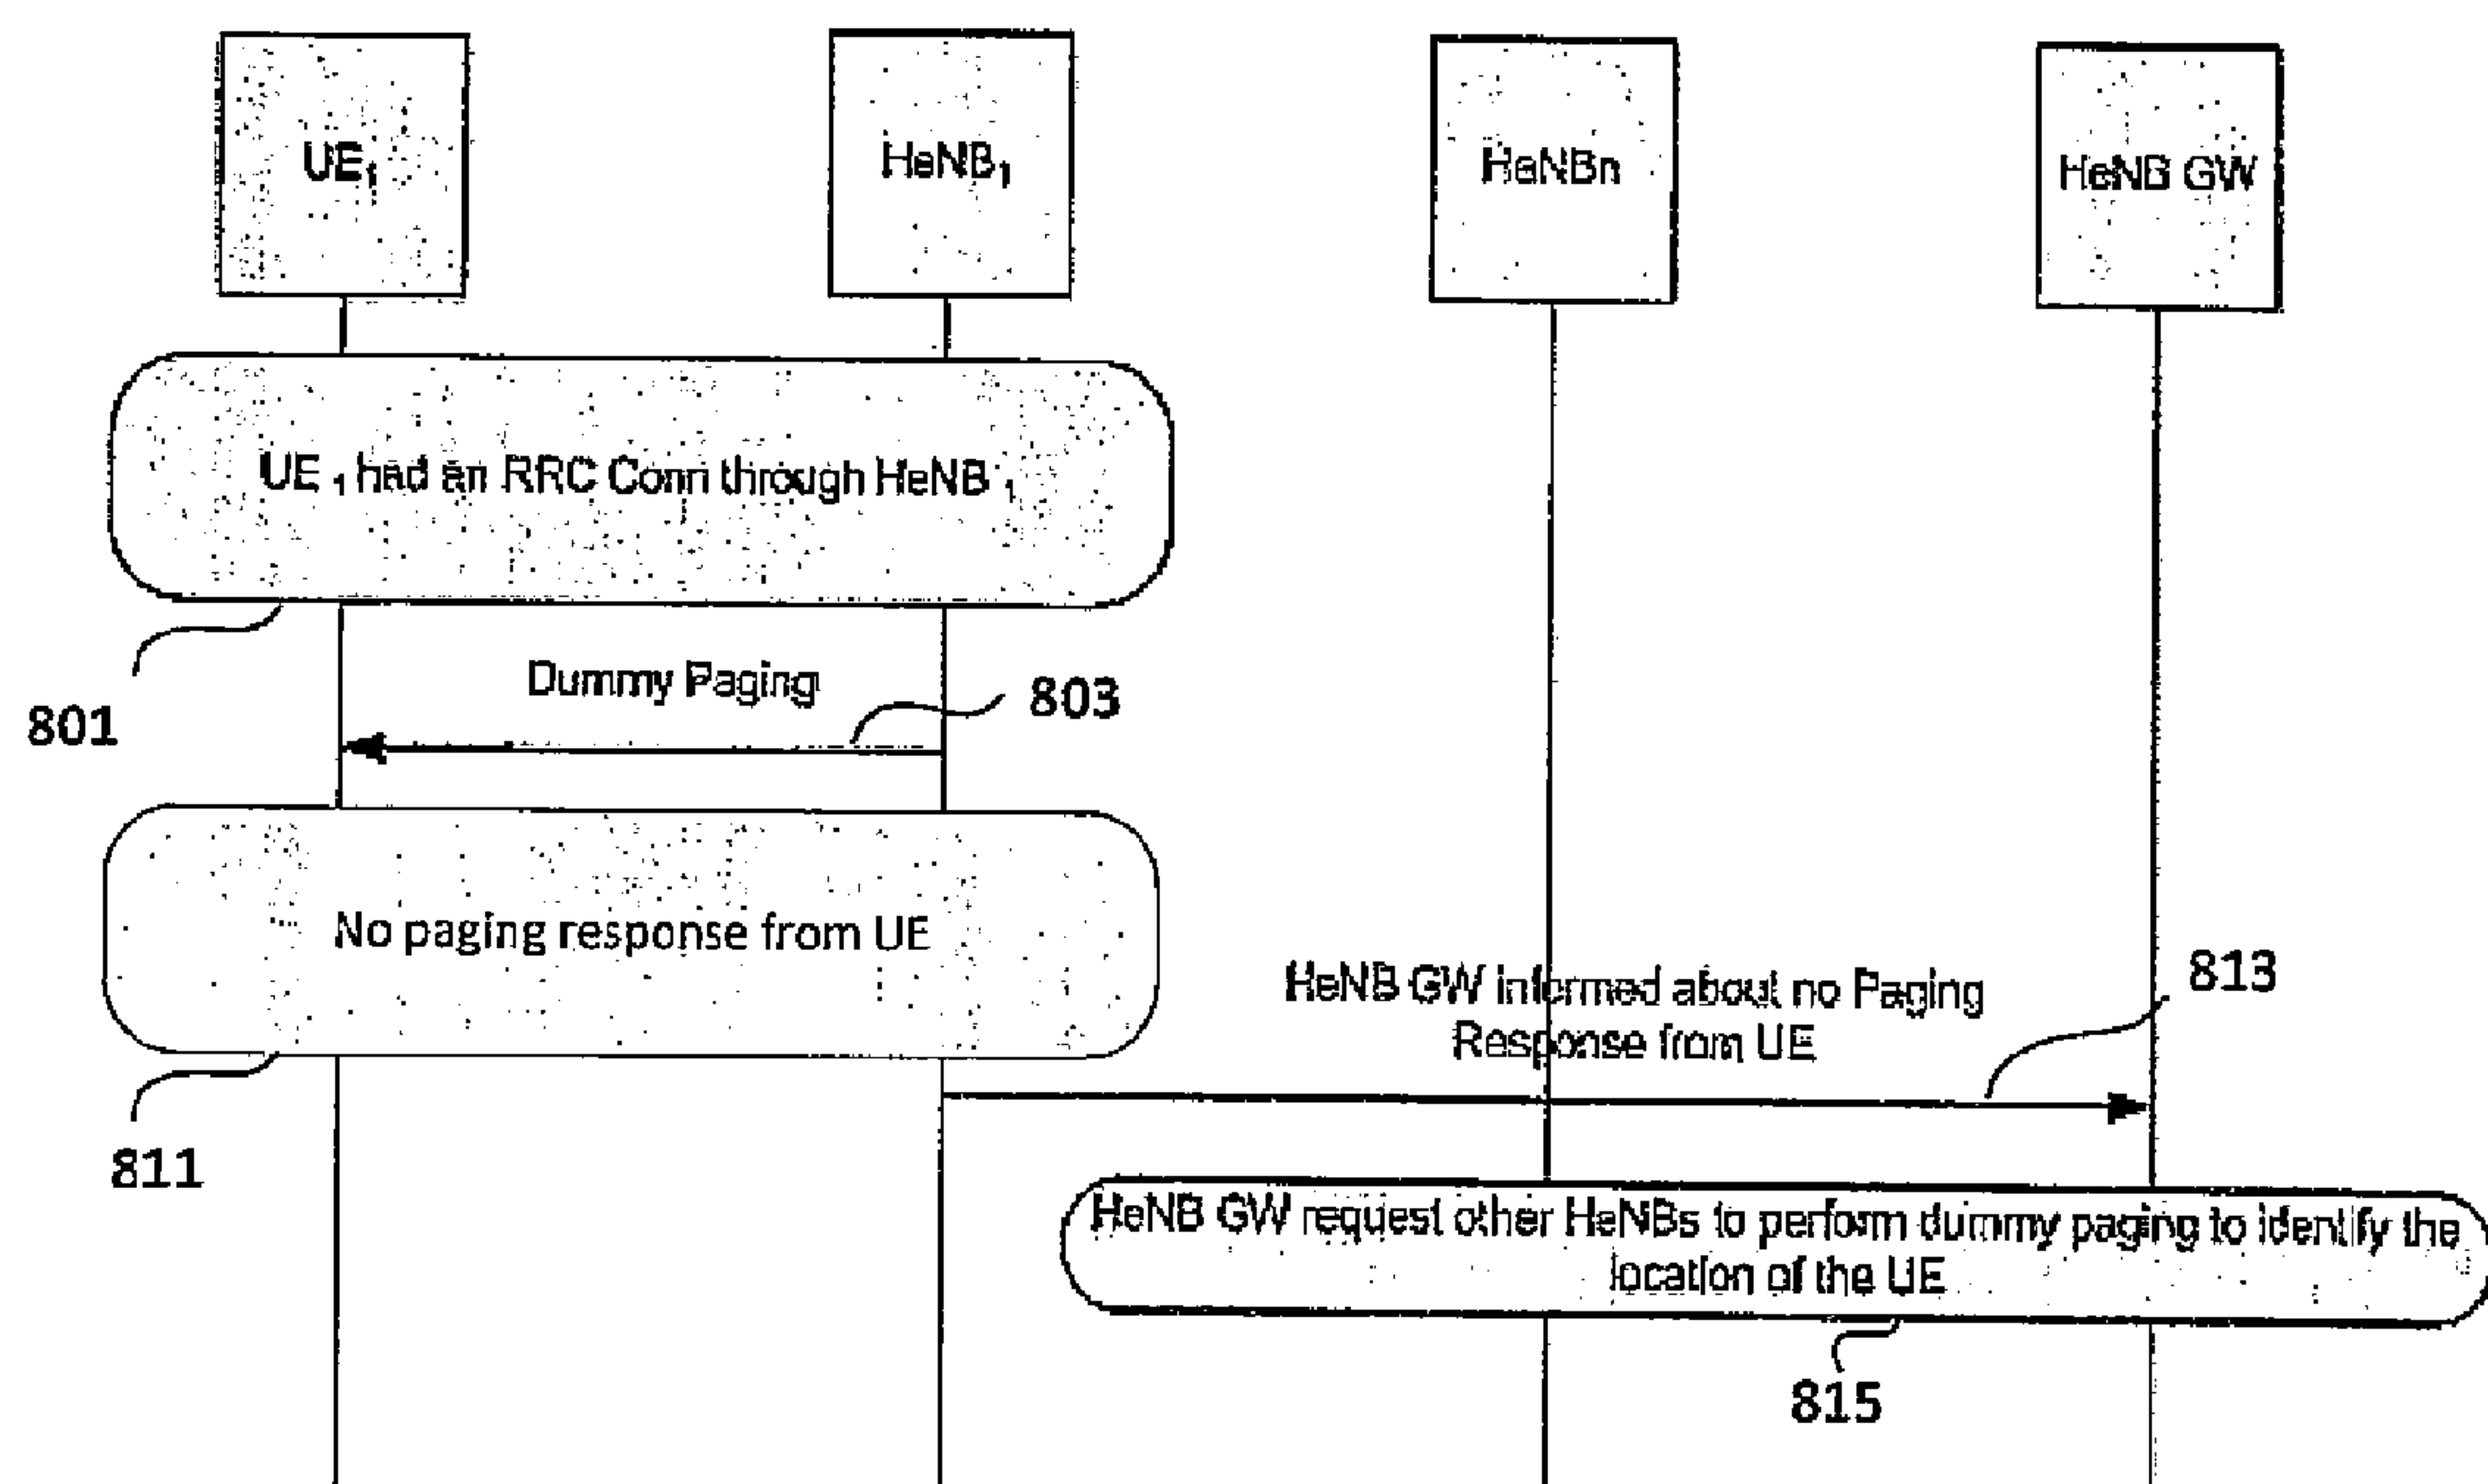 UE₁
HeNB₁
HeNBn
HeNB GW
UE ₁ had an RRC Conn through HeNB ₁
801
Dummy Paging
803
No paging response from UE
811
HeNB GW informed about no Paging
Response from UE
813
HeNB GW request other HeNBs to perform dummy paging to identify the
location of the UE
815